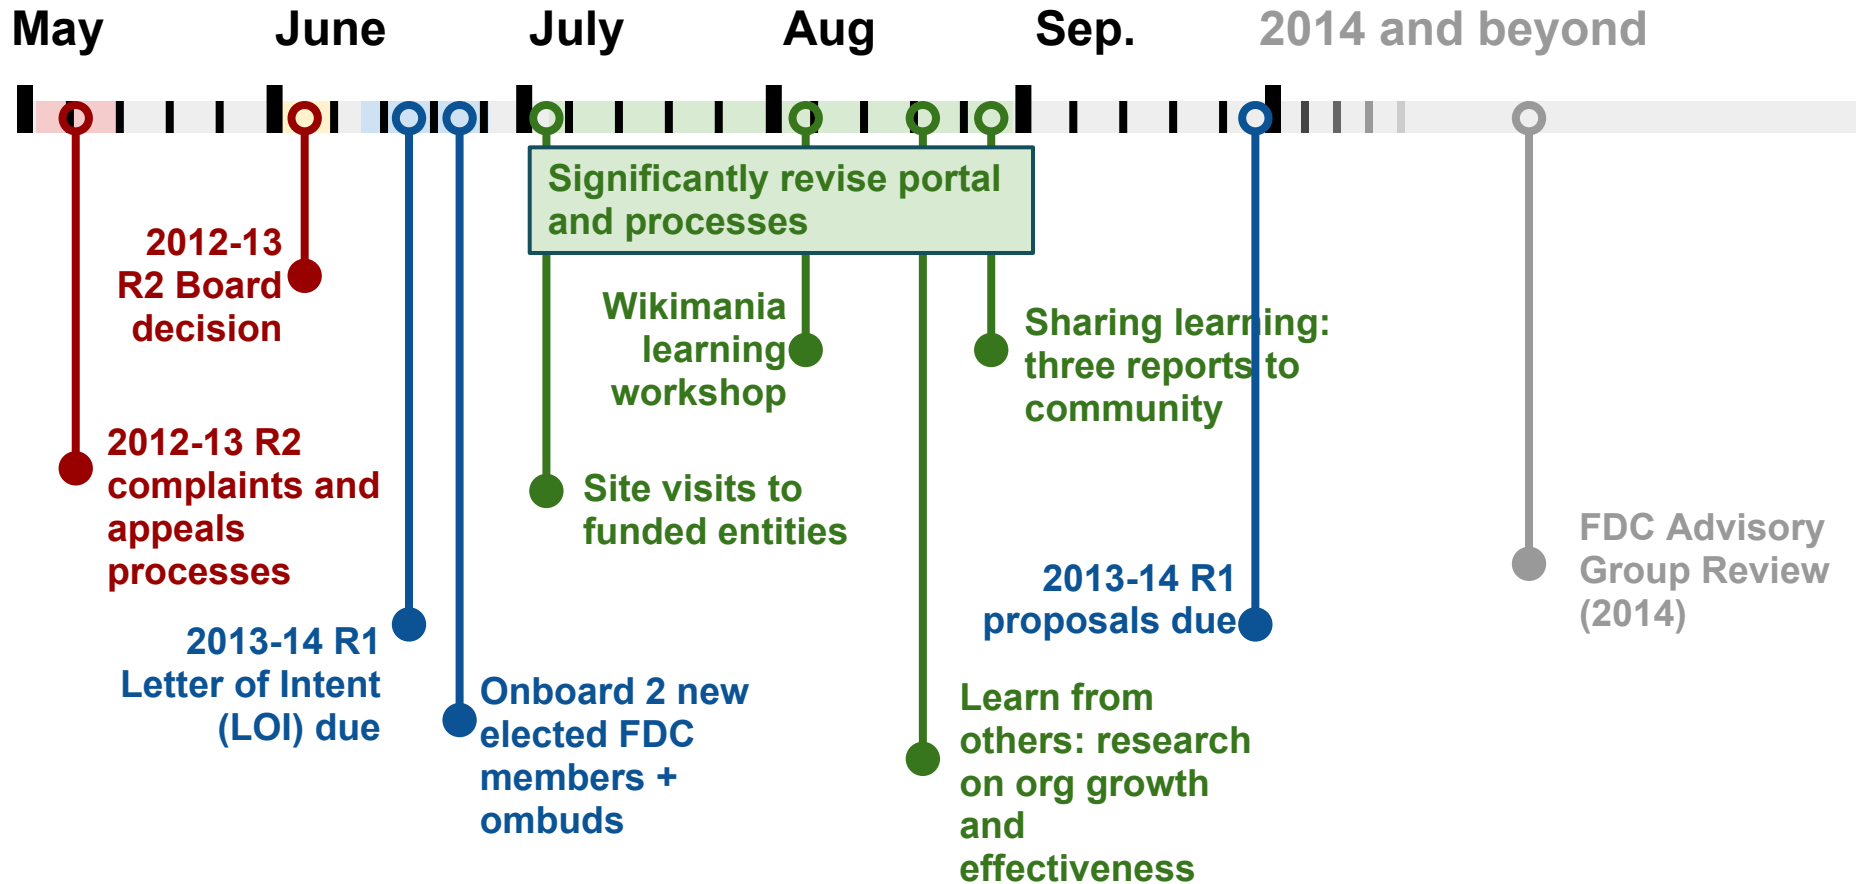 May
June
July
Aug
Sep.
2014 and beyond
Significantly revise portal
and processes
2012-13
R2 Board
decision
Wikimania
learning
workshop
Sharing learning:
three reports to
community
2012-13 R2
complaints and
appeals
processes
Site visits to
funded entities
FDC Advisory
Group Review
(2014)
2013-14 R1
proposals due
2013-14 R1
Letter of Intent
(LOI) due
Onboard 2 new
elected FDC
members +
ombuds
Learn from
others: research
on org growth
and
effectiveness